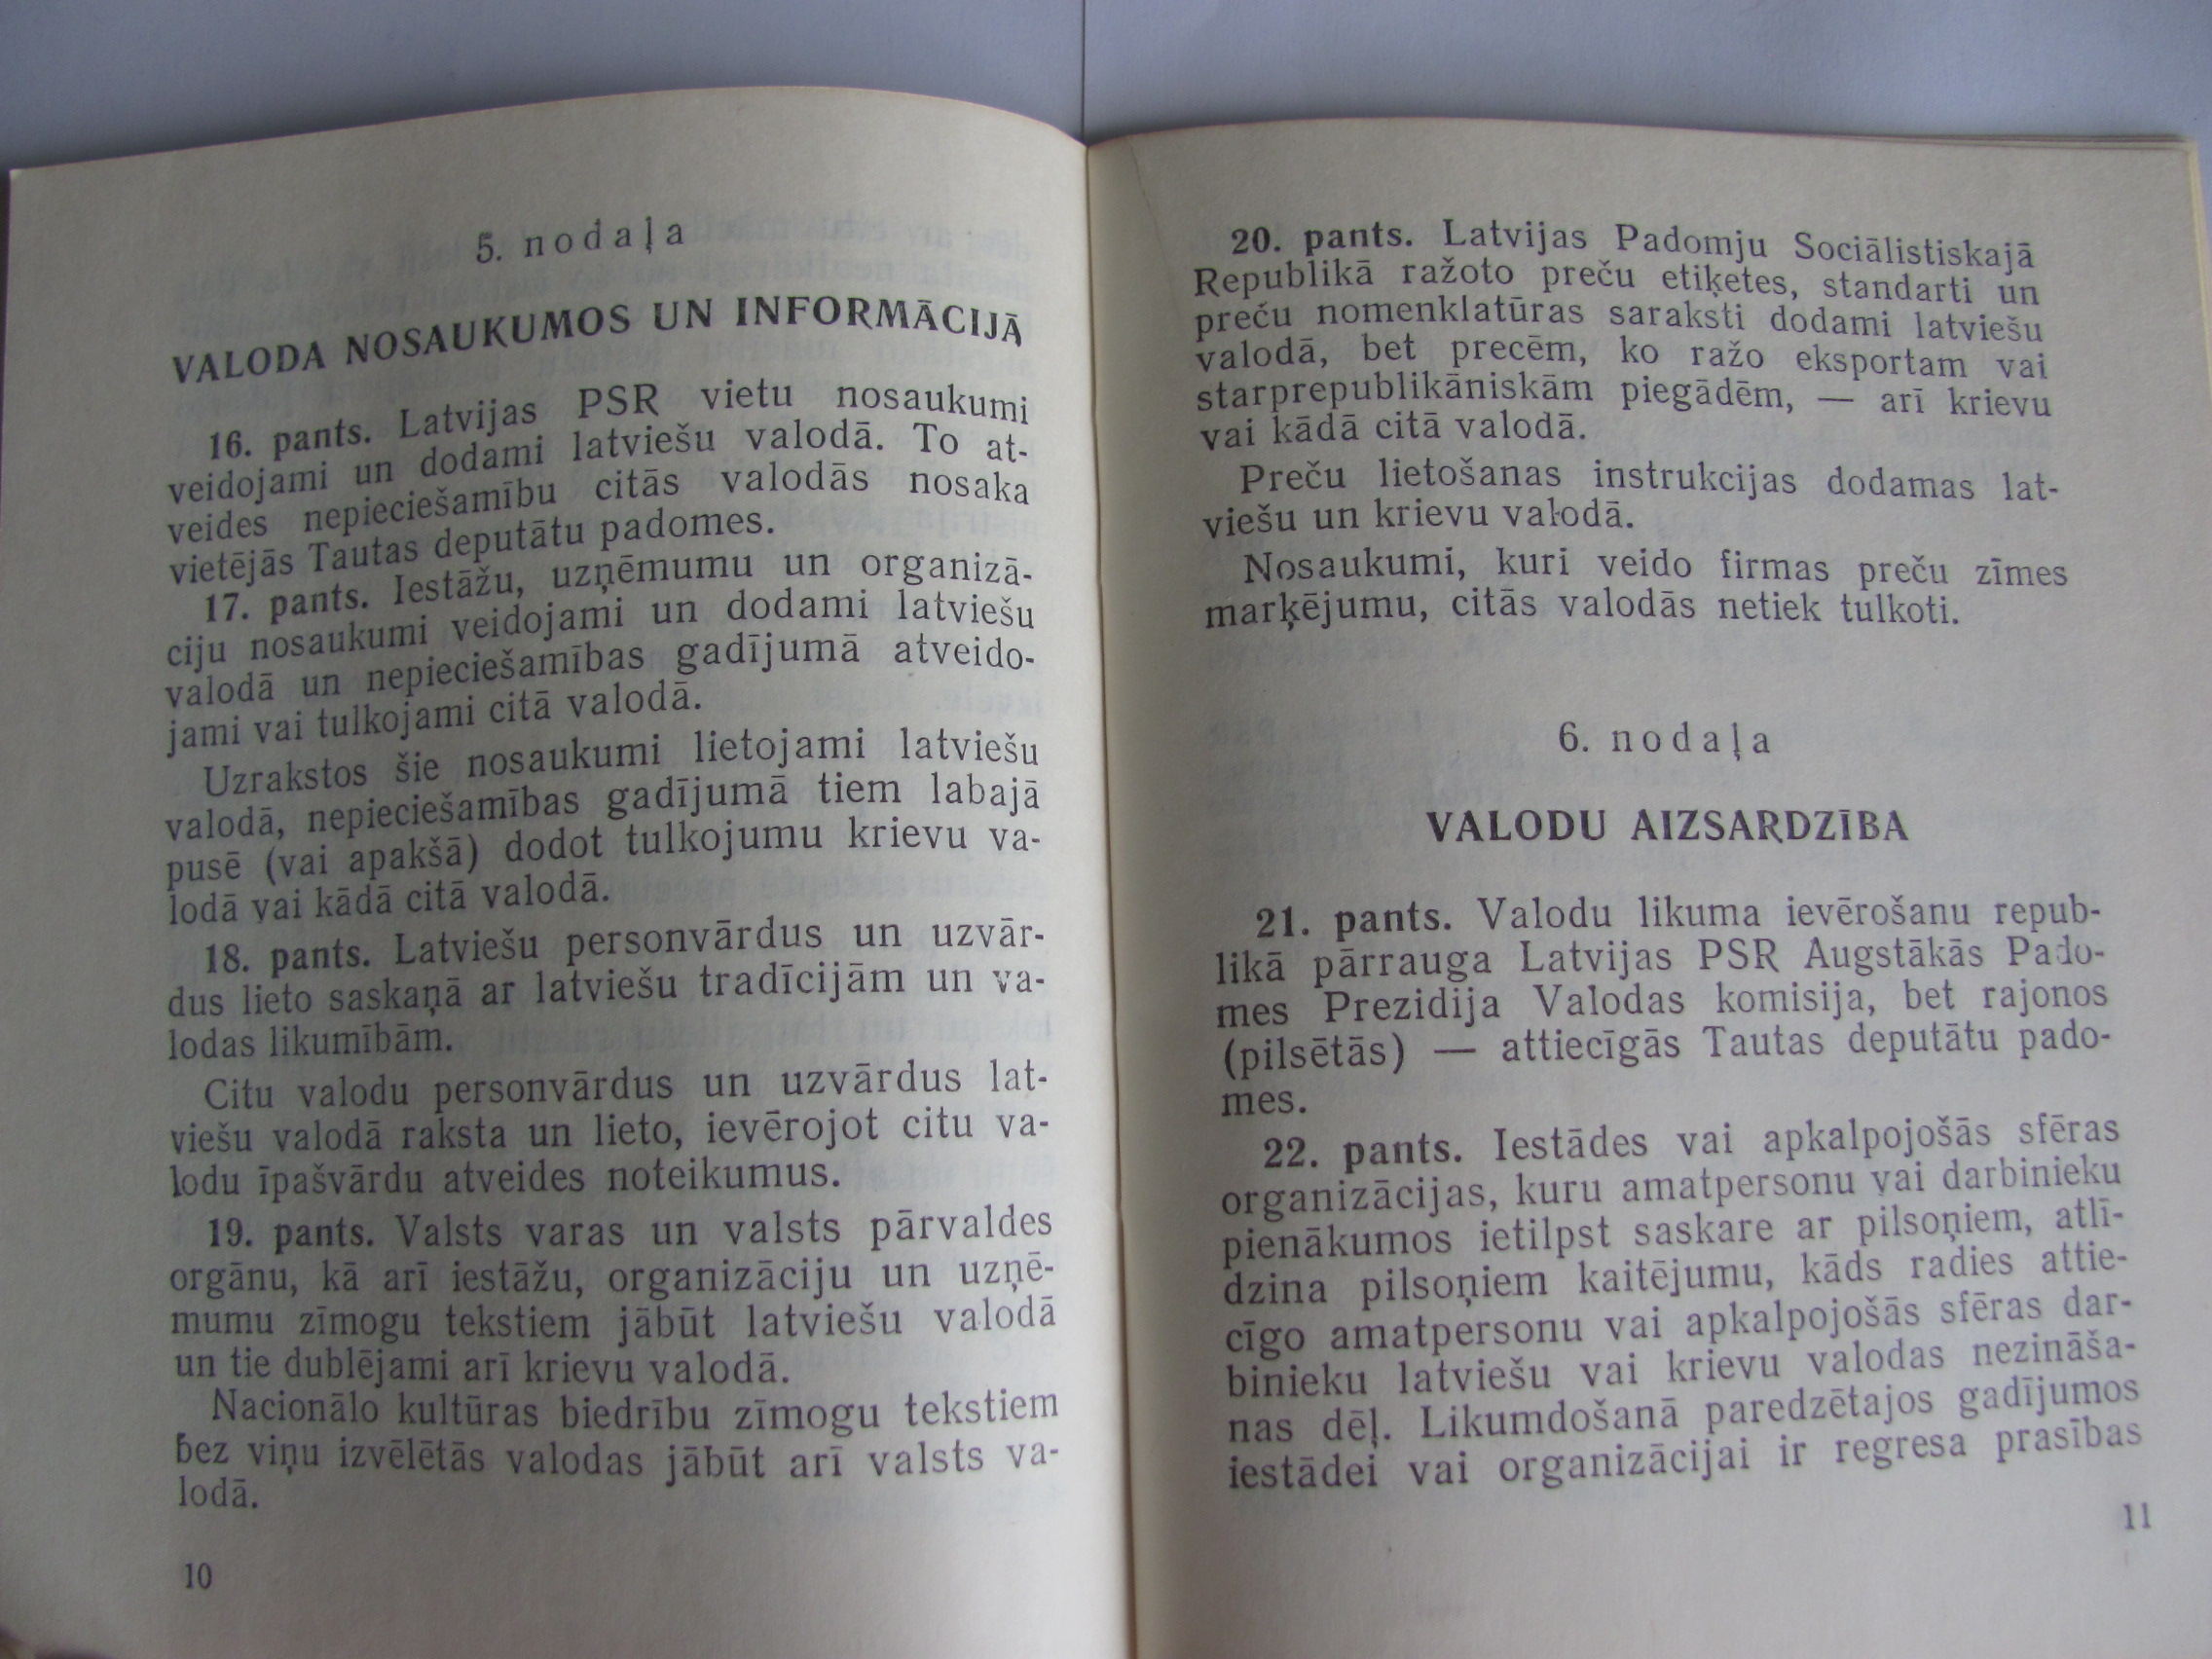 5. nodaļa
VALODA NOSAUKUMOS UN INFORMĀCIJĀ
16. pants. Latvijas PSR vietu nosaukumi
veidojami un dodami latviešu valodā. To at-
veides nepieciešamību citās valodās nosaka
vietējās Tautas deputātu padomes.
17. pants. Iestāžu, uzņēmumu un organizā-
ciju nosaukumi veidojami un dodami latviešu
valodā un nepieciešamības gadījumā atveido-
jami vai tulkojami citā valodā.
Uzrakstos šie nosaukumi lietojami latviešu
valodā, nepieciešamības gadījumā tiem labajā
pusē (vai apakšā) dodot tulkojumu krievu va-
lodā vai kādā citā valodā.
18. pants. Latviešu personvārdus un uzvār-
dus lieto saskaņā ar latviešu tradīcijām un va-
lodas likumībām.
Citu valodu personvārdus un uzvārdus lat-
viešu valodā raksta un lieto, ievērojot citu va-
lodu īpašvārdu atveides noteikumus.
19. pants. Valsts varas un valsts pārvaldes
orgānu, kā arī iestāžu, organizāciju un uzņē-
mumu zīmogu tekstiem jābūt latviešu valodā
un tie dublējami arī krievu valodā.
Nacionālo kultūras biedrību zīmogu tekstiem
bez viņu izvēlētās valodas jābūt arī valsts va-
lodā.
10
20. pants. Latvijas Padomju Sociālistiskajā
Republikā ražoto preču etiķetes, standarti un
preču nomenklatūras saraksti dodami latviešu
valodā, bet precēm, ko ražo eksportam vai
starprepublikāniskām piegādēm, — arī krievu
vai kādā citā valodā.
Preču lietošanas instrukcijas dodamas lat-
viešu un krievu valodā.
Nosaukumi, kuri veido firmas preču zīmes
marķējumu, citās valodās netiek tulkoti.
6. nodaļa
VALODU AIZSARDZĪBA
21. pants. Valodu likuma ievērošanu repub-
likā pārrauga Latvijas PSR Augstākās Pado-
mes Prezidija Valodas komisija, bet rajonos
(pilsētās) — attiecīgās Tautas deputātu pado-
mes.
22. pants. Iestādes vai apkalpojošās sfēras
organizācijas, kuru amatpersonu vai darbinieku
pienākumos ietilpst saskare ar pilsoņiem, atlī-
dzina pilsoņiem kaitējumu, kāds radies attie-
cīgo amatpersonu vai apkalpojošās sfēras dar-
binieku latviešu vai krievu valodas nezināša-
nas dēļ. Likumdošanā paredzētajos gadījumos
iestādei vai organizācijai ir regresa prasības
11